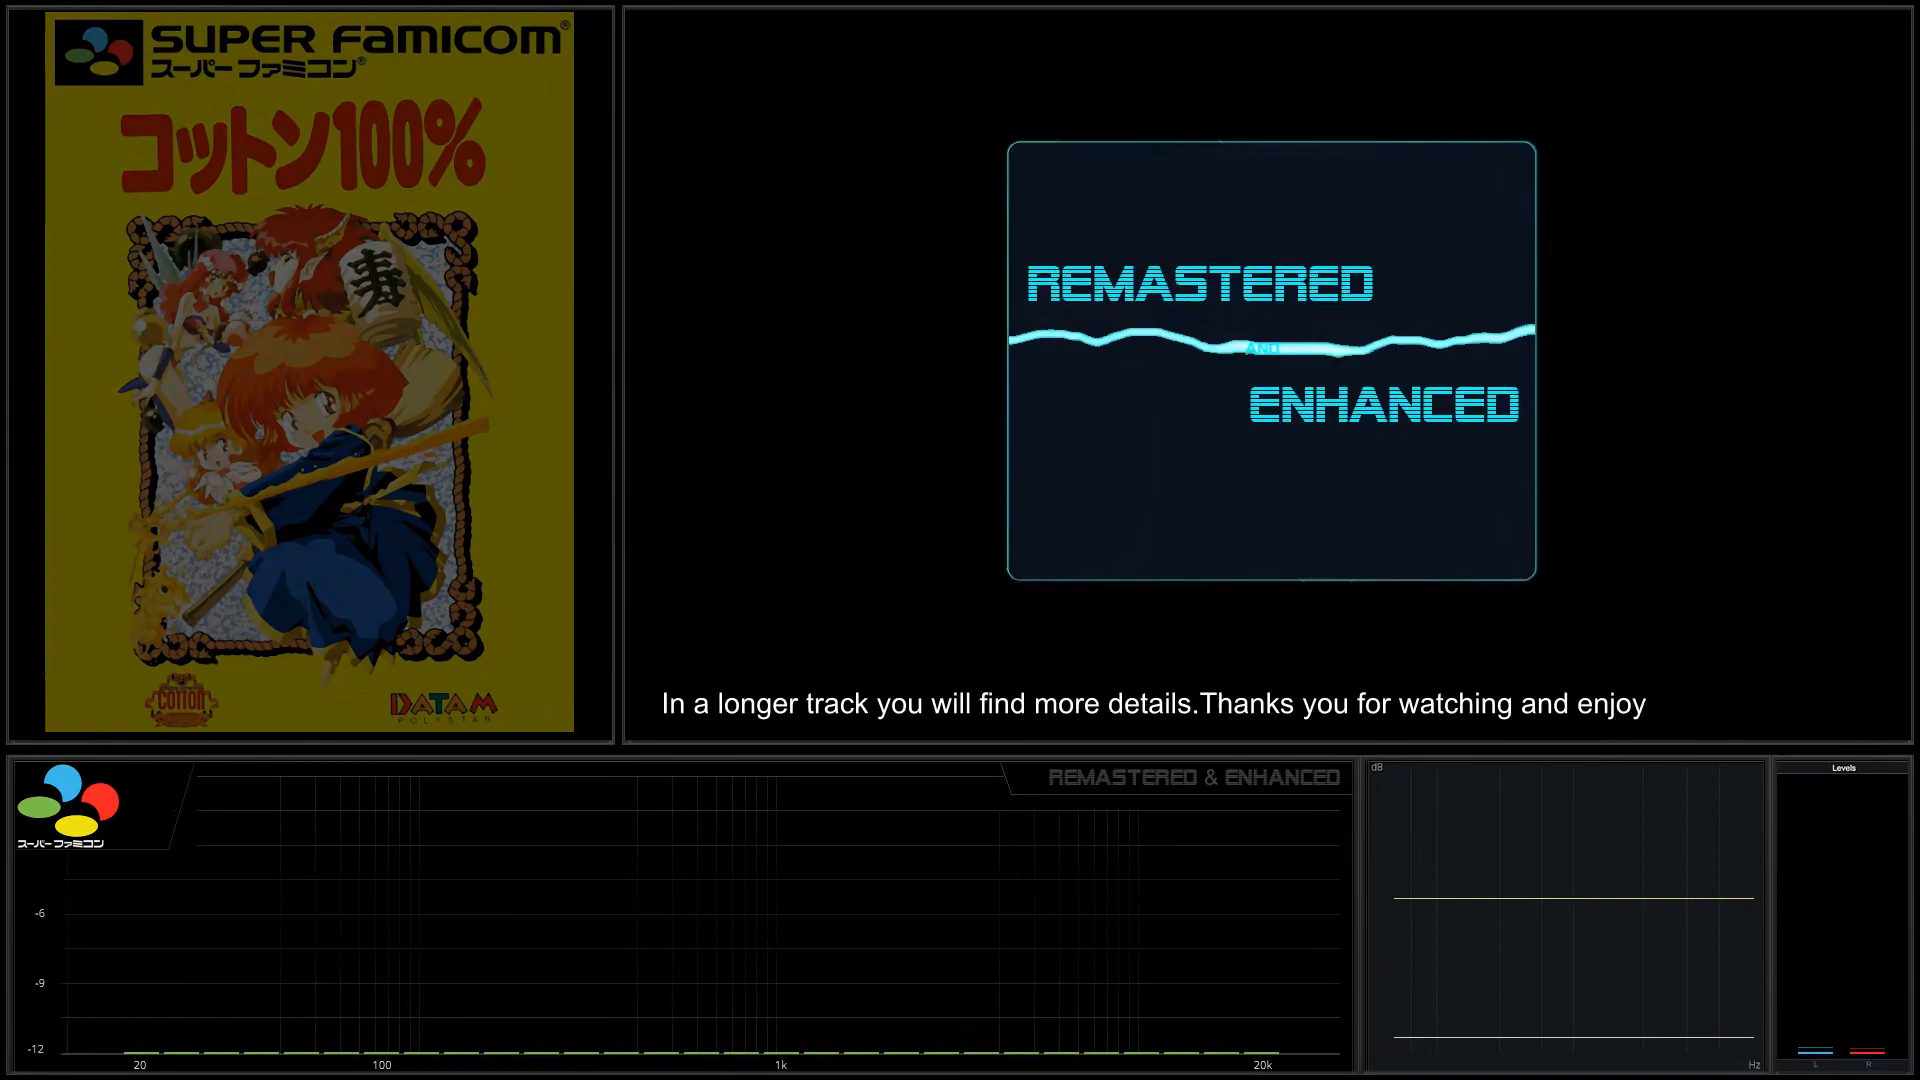 SUPER FAMICOM®
スーパーファミコン®
コットン100%
寿
COTTON
DATAM
POLYSTAR
REMASTERED
AND
ENHANCED
In a longer track you will find more details.Thanks you for watching and enjoy
スーパーファミコン
REMASTERED & ENHANCED
-6
-9
-12
20 100 1k 20k
dB
Hz
Levels
L R